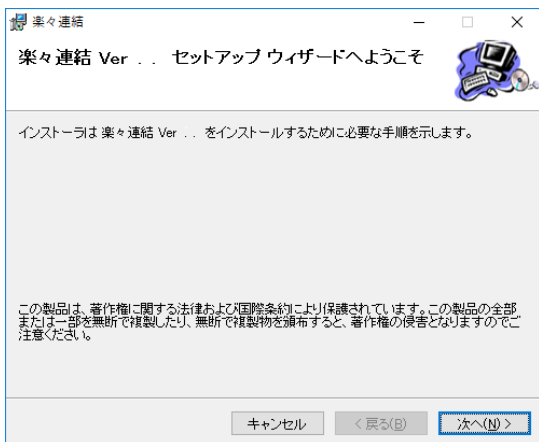 楽々連結
楽々連結 Ver . . セットアップ ウィザードへようこそ
インストーラは 楽々連結 Ver . . をインストールするために必要な手順を示します。
この製品は、著作権に関する法律および国際条約により保護されています。この製品の全部
または一部を無断で複製したり、無断で複製物を頒布すると、著作権の侵害となりますのでご
注意ください。
キャンセル
< 戻る(B)
次へ(N) >